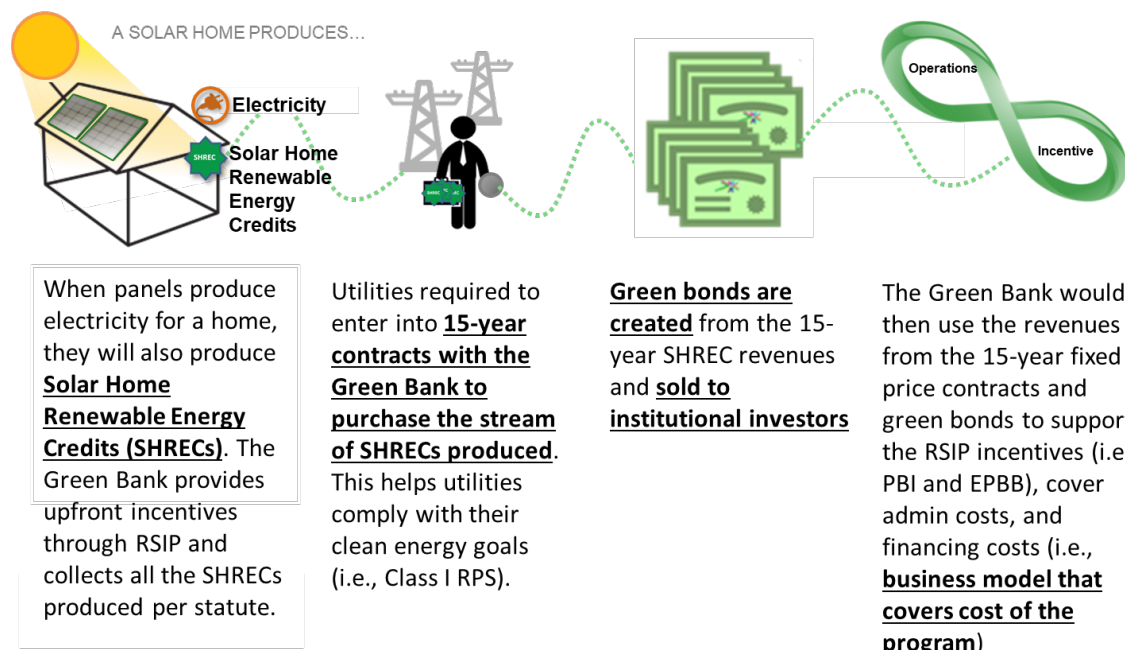 A SOLAR HOME PRODUCES...
Electricity
SHREC
Solar Home
Renewable
Energy
Credits
SHREC
Operations
Incentive
When panels produce
electricity for a home,
they will also produce
Solar Home
Renewable Energy
Credits (SHRECs). The
Green Bank provides
upfront incentives
through RSIP and
collects all the SHRECs
produced per statute.
Utilities required to
enter into 15-year
contracts with the
Green Bank to
purchase the stream
of SHRECs produced.
This helps utilities
comply with their
clean energy goals
(i.e., Class I RPS).
Green bonds are
created from the 15-
year SHREC revenues
and sold to
institutional investors
The Green Bank would
then use the revenues
from the 15-year fixed
price contracts and
green bonds to suppor
the RSIP incentives (i.e
PBI and EPBB), cover
admin costs, and
financing costs (i.e.,
business model that
covers cost of the
program)